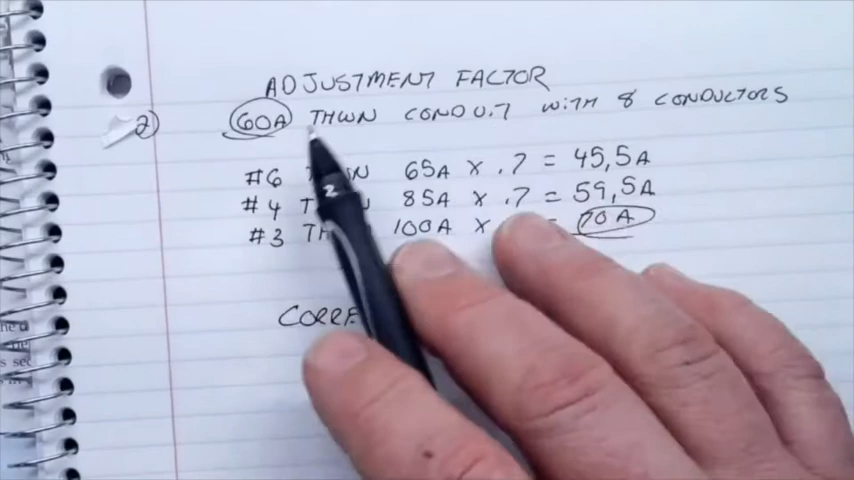 ADJUSTMENT FACTOR
2) 60A THWN CONDUIT WITH 8 CONDUCTORS
#6 65A X .7 = 45,5A
#4 85A X .7 = 59,5A
#3 100A X = 70A